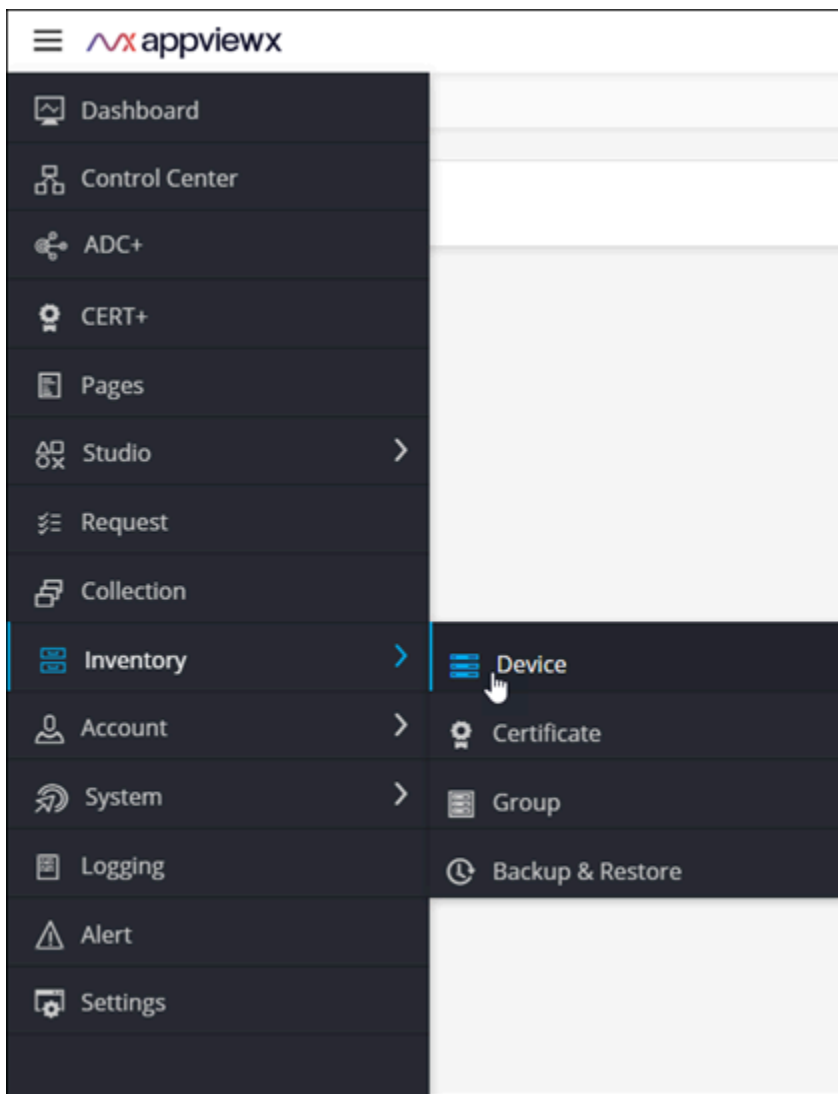 appviewx
Dashboard
Control Center
ADC+
CERT+
Pages
Studio
Request
Collection
Inventory
Account
System
Logging
Alert
Settings
Device
Certificate
Group
Backup & Restore